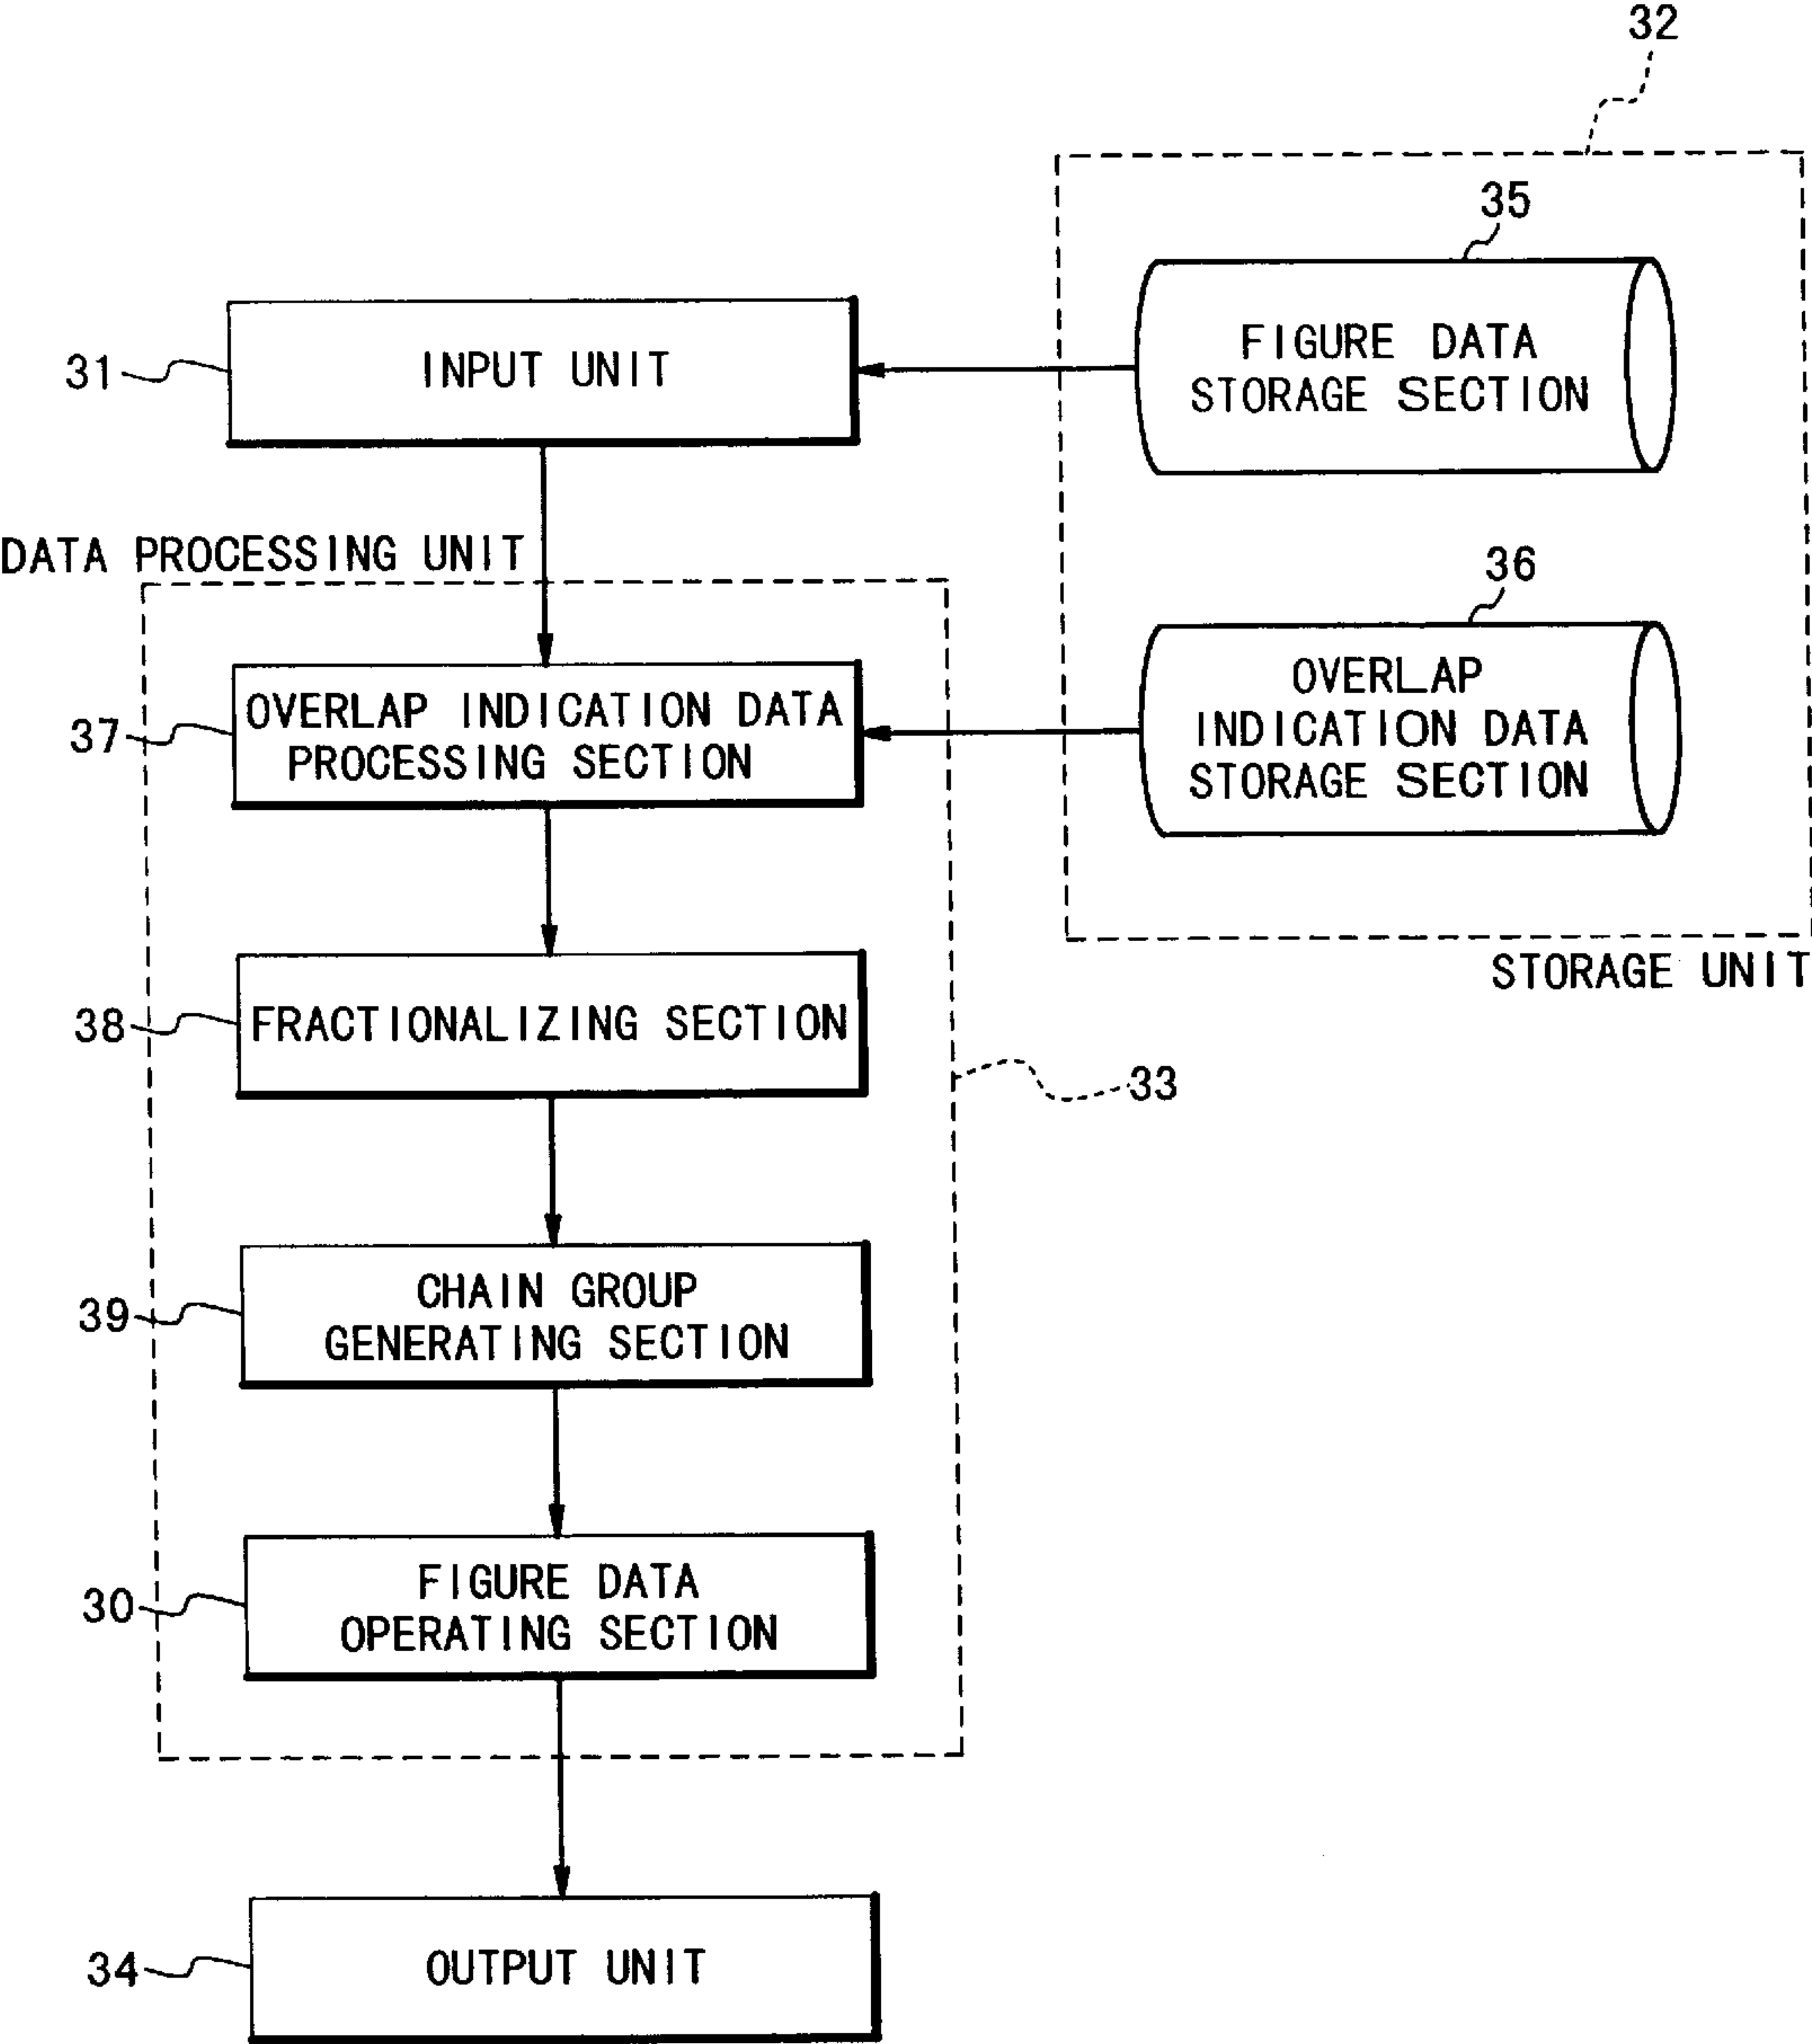 32
35
FIGURE DATA
STORAGE SECTION
31
INPUT UNIT
DATA PROCESSING UNIT
36
OVERLAP
INDICATION DATA
STORAGE SECTION
37
OVERLAP INDICATION DATA
PROCESSING SECTION
STORAGE UNIT
38
FRACTIONALIZING SECTION
33
39
CHAIN GROUP
GENERATING SECTION
30
FIGURE DATA
OPERATING SECTION
34
OUTPUT UNIT